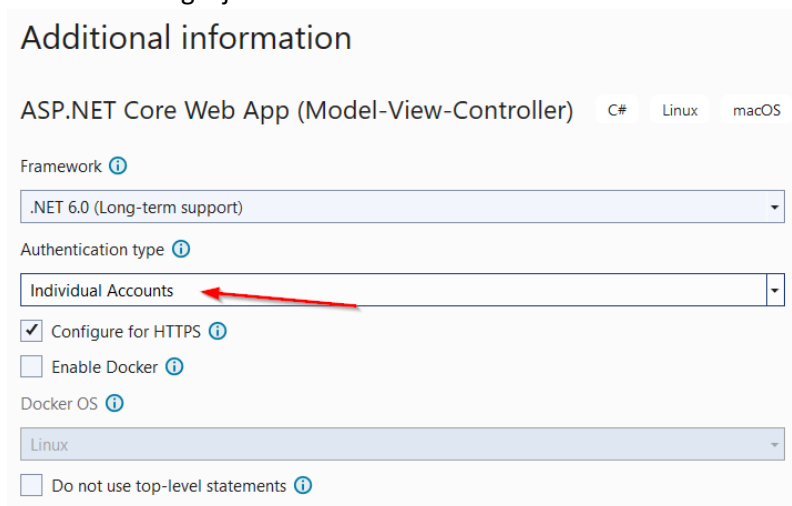 Additional information
ASP.NET Core Web App (Model-View-Controller) C# Linux macOS
Framework
.NET 6.0 (Long-term support)
Authentication type
Individual Accounts
Configure for HTTPS
Enable Docker
Docker OS
Linux
Do not use top-level statements